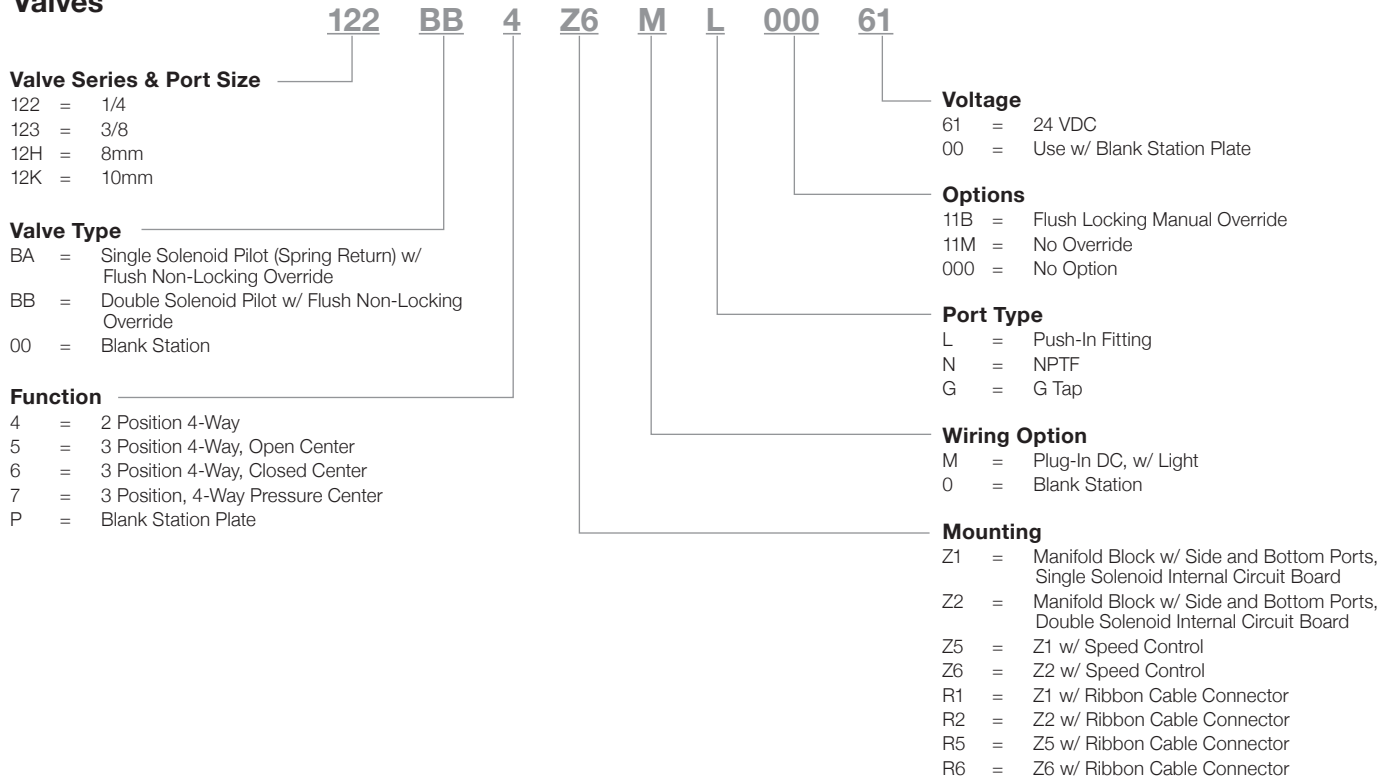 Valves
122 BB 4 Z6 M L 000 61
Valve Series & Port Size
122 = 1/4
123 = 3/8
12H = 8mm
12K = 10mm
Valve Type
BA = Single Solenoid Pilot (Spring Return) w/
Flush Non-Locking Override
BB = Double Solenoid Pilot w/ Flush Non-Locking
Override
00 = Blank Station
Function
4 = 2 Position 4-Way
5 = 3 Position 4-Way, Open Center
6 = 3 Position 4-Way, Closed Center
7 = 3 Position, 4-Way Pressure Center
P = Blank Station Plate
Voltage
61 = 24 VDC
00 = Use w/ Blank Station Plate
Options
11B = Flush Locking Manual Override
11M = No Override
000 = No Option
Port Type
L = Push-In Fitting
N = NPTF
G = G Tap
Wiring Option
M = Plug-In DC, w/ Light
0 = Blank Station
Mounting
Z1 = Manifold Block w/ Side and Bottom Ports,
Single Solenoid Internal Circuit Board
Z2 = Manifold Block w/ Side and Bottom Ports,
Double Solenoid Internal Circuit Board
Z5 = Z1 w/ Speed Control
Z6 = Z2 w/ Speed Control
R1 = Z1 w/ Ribbon Cable Connector
R2 = Z2 w/ Ribbon Cable Connector
R5 = Z5 w/ Ribbon Cable Connector
R6 = Z6 w/ Ribbon Cable Connector